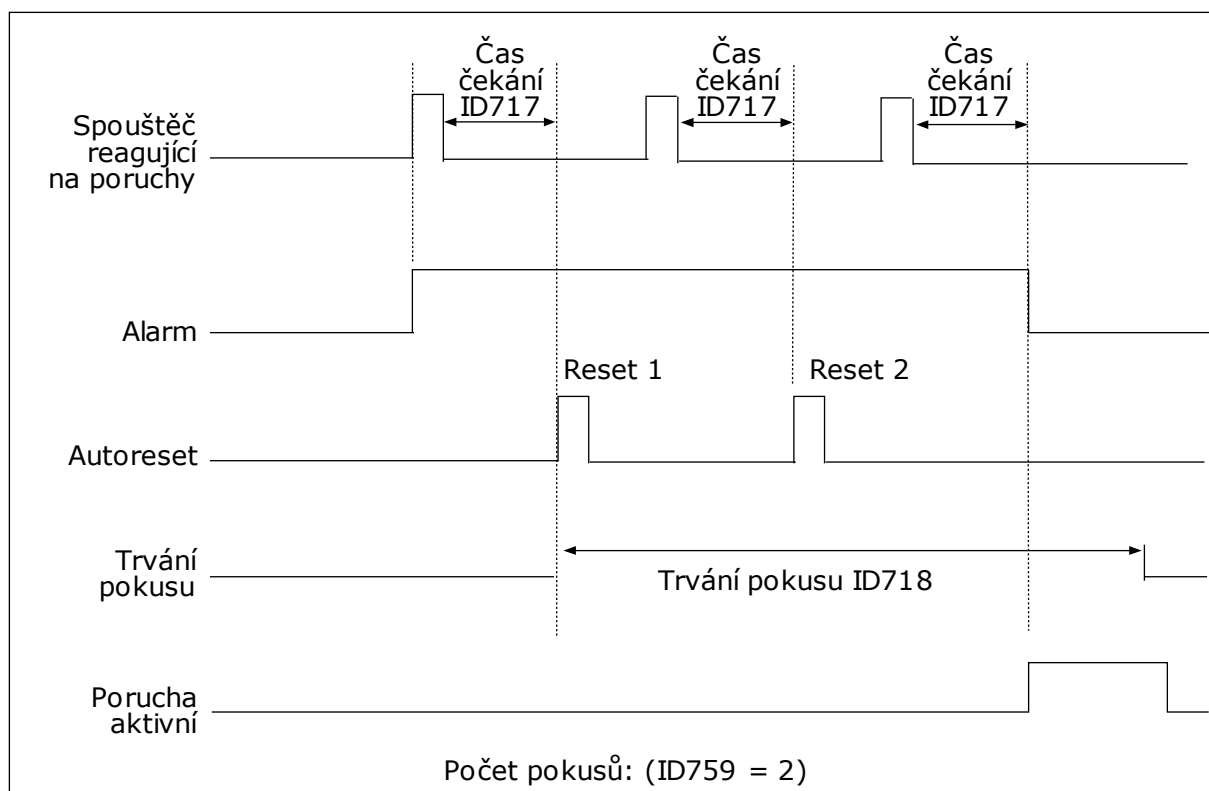 Čas
čekání
ID717
Čas
čekání
ID717
Čas
čekání
ID717
Spouštěč
reagující
na poruchy
Alarm
Reset 1
Reset 2
Autoreset
Trvání
pokusu
Trvání pokusu ID718
Porucha
aktivní
Počet pokusů: (ID759 = 2)